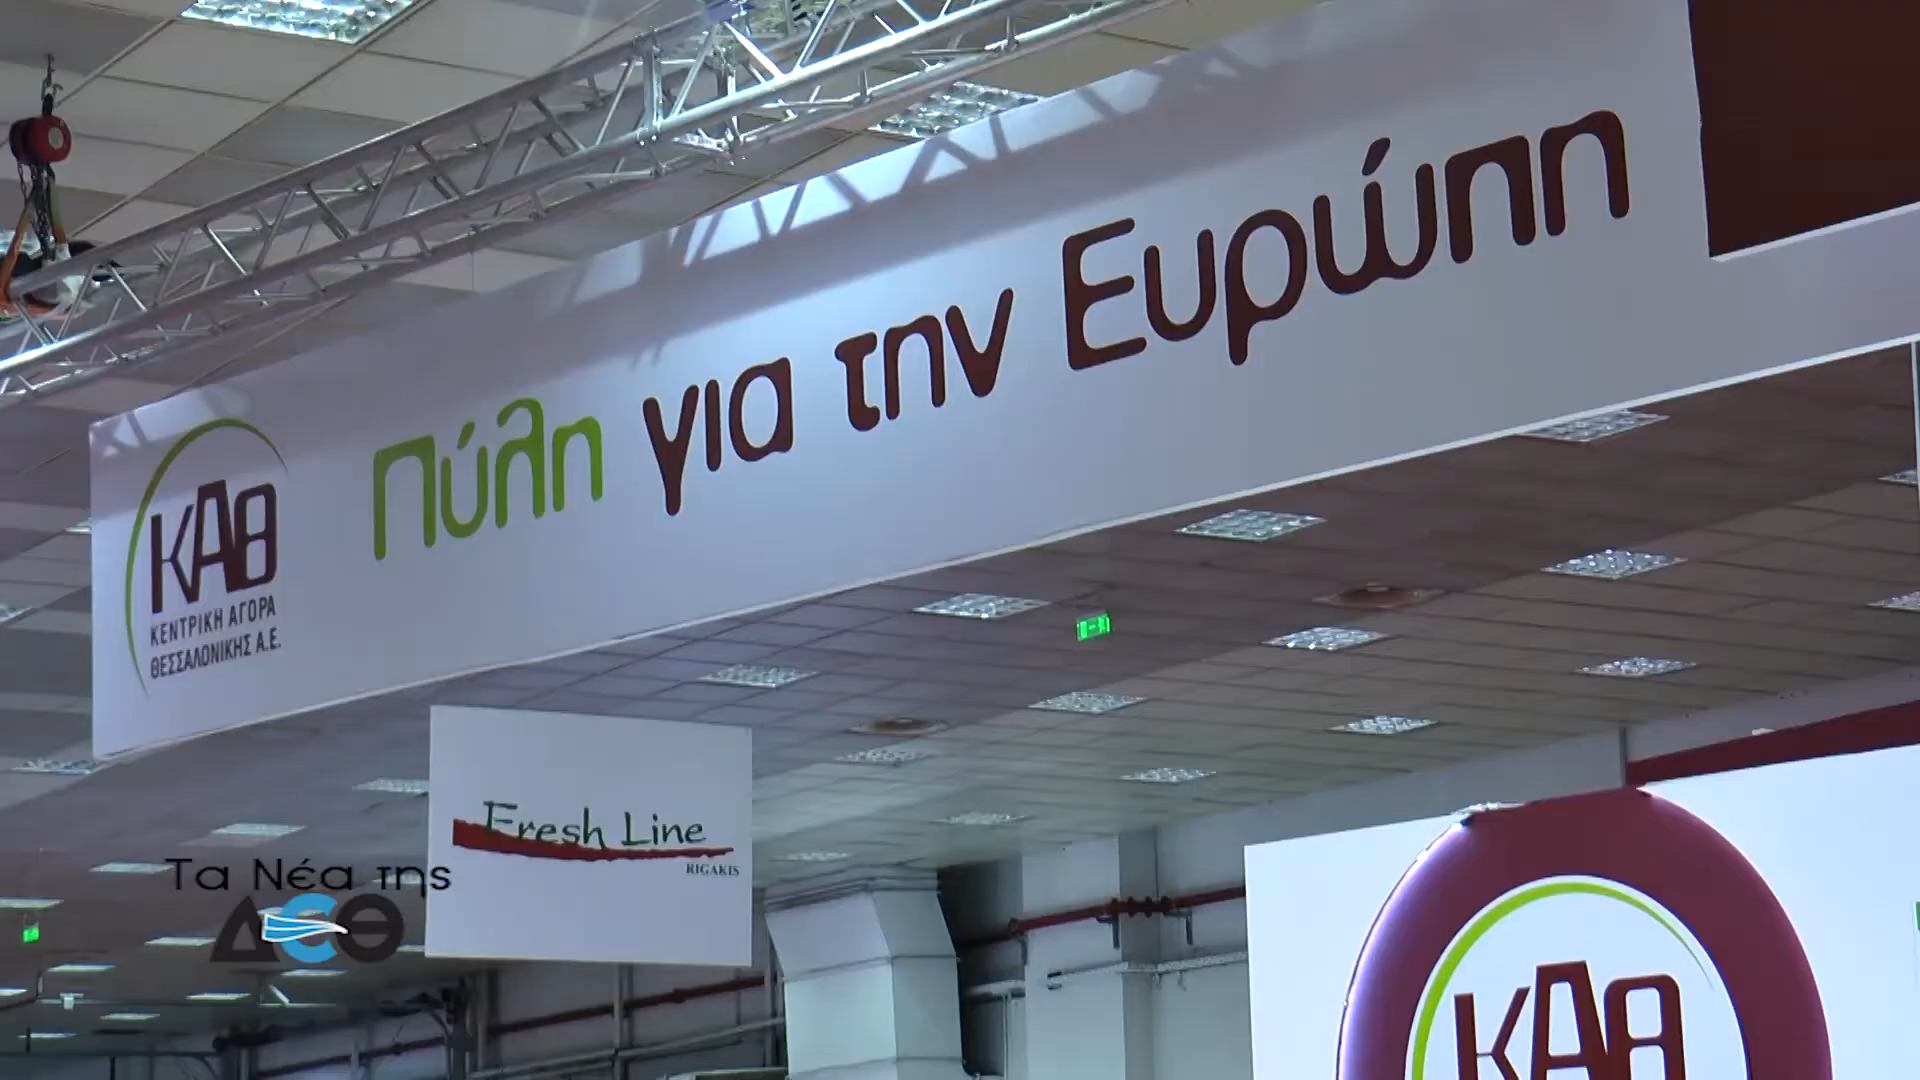 Πύλη για την Ευρώπη
ΚΑΘ
ΚΕΝΤΡΙΚΗ ΑΓΟΡΑ
ΘΕΣΣΑΛΟΝΙΚΗΣ Α.Ε.
Fresh Line
RIGAKIS
Τα Νέα της
ΔΕΘ
ΚΑΘ